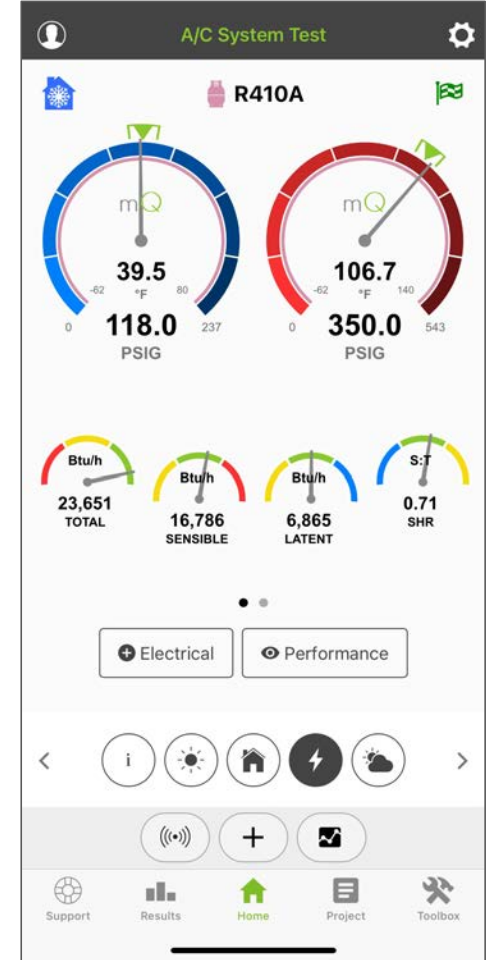 A/C System Test
R410A
mQ
mQ
39.5
106.7
-62 °F 80
-62 °F 140
0 118.0 237
0 350.0 543
PSIG
PSIG
Btu/h
Btu/h
Btu/h
S:T
23,651
TOTAL
16,786
SENSIBLE
6,865
LATENT
0.71
SHR
Electrical
Performance
i
Support
Results
Home
Project
Toolbox